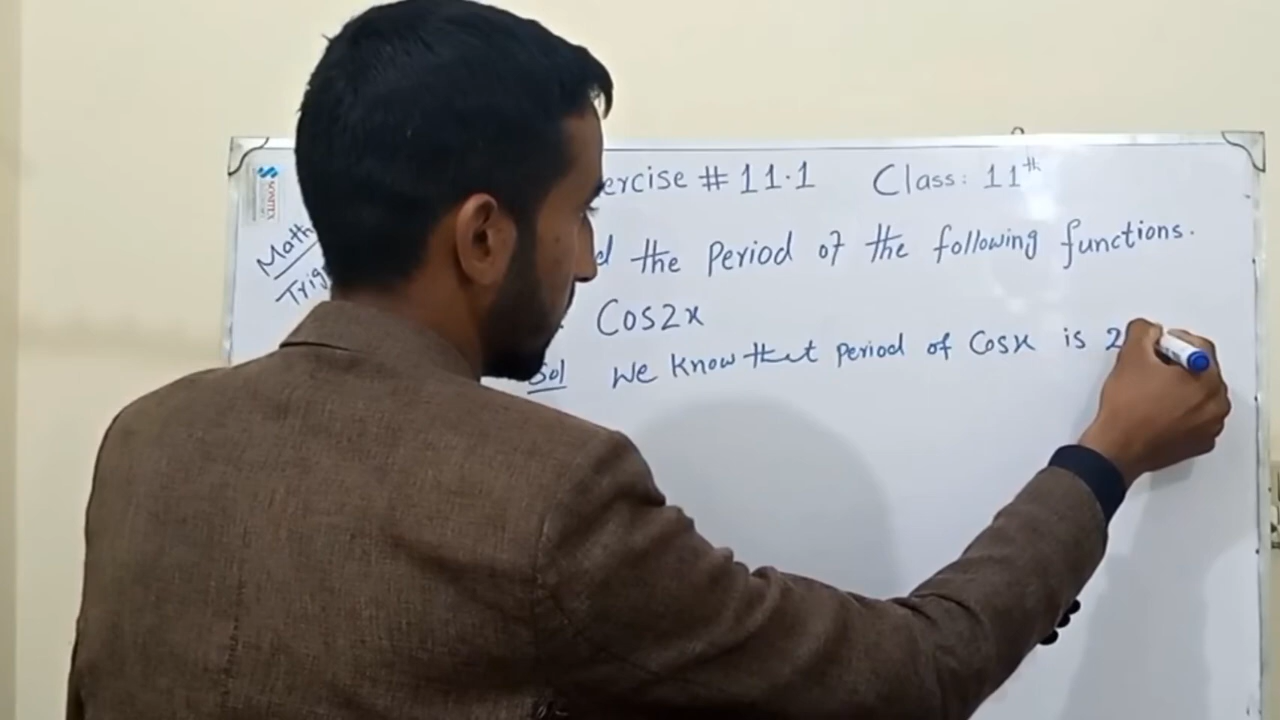 ercise # 11.1 Class: 11th
Math
Trig
d the Period of the following functions.
Cos2x
Sol We know that period of Cosx is 2